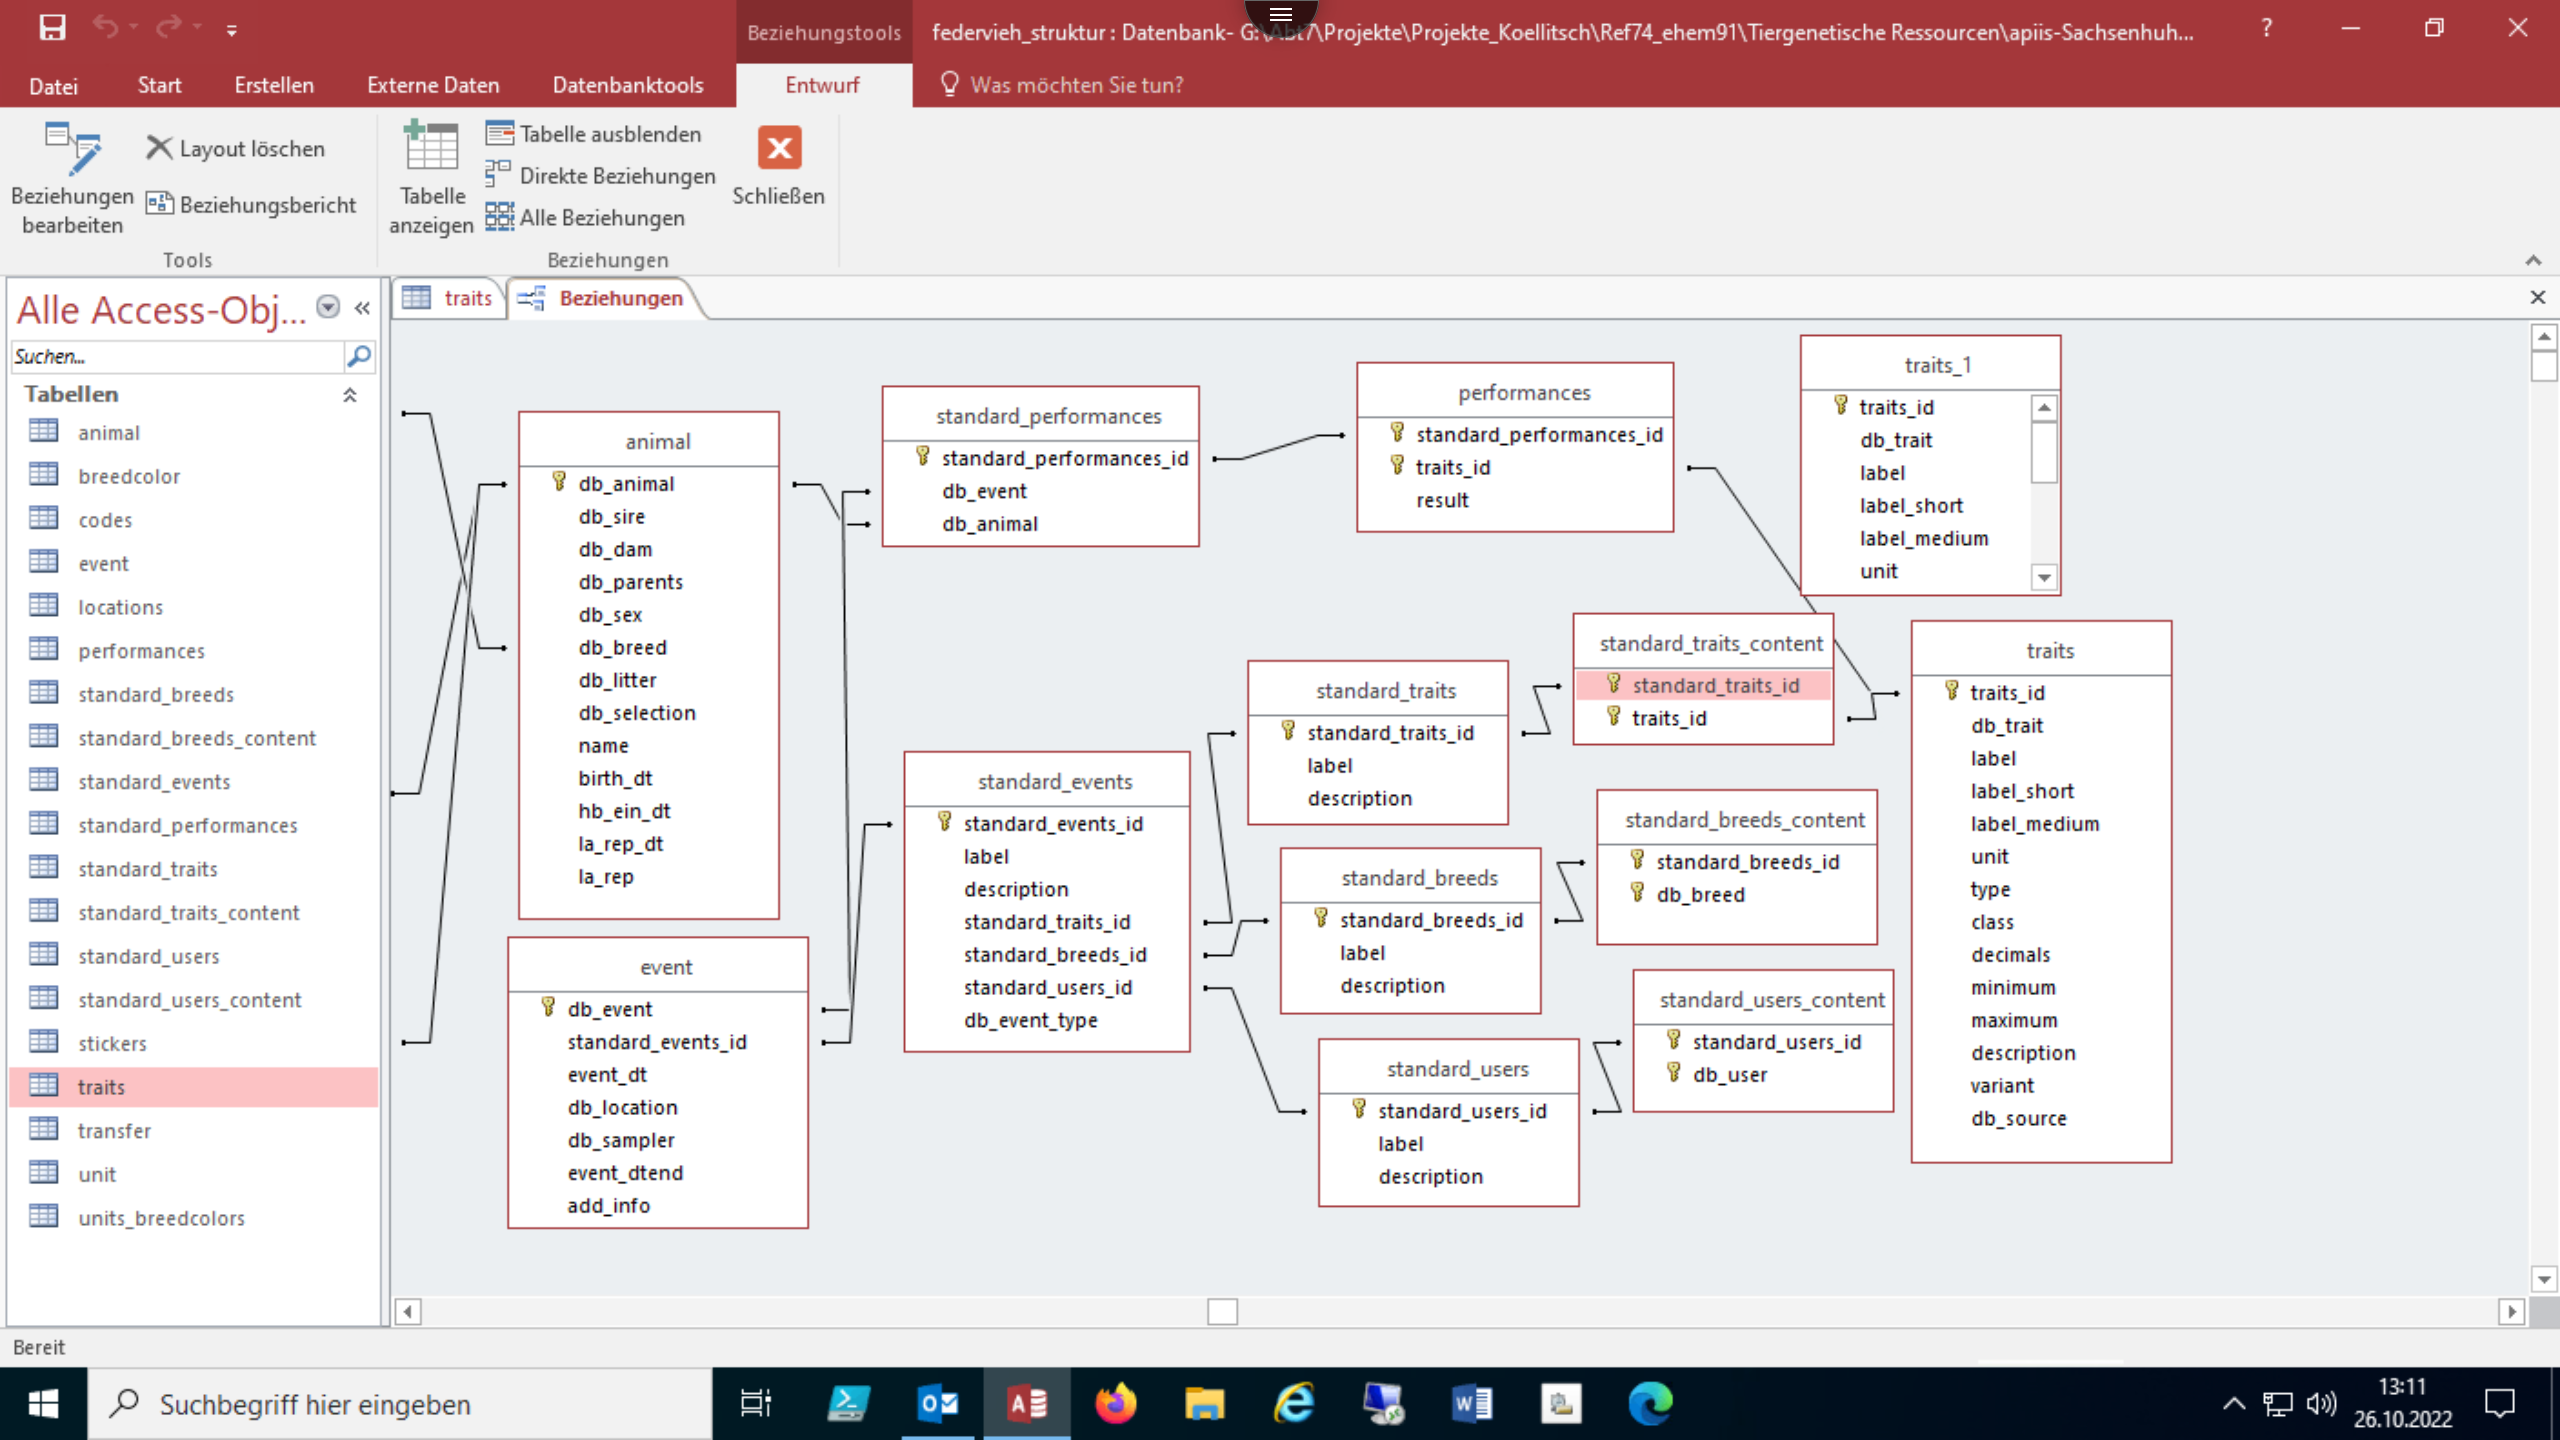 Beziehungstools
federvieh_struktur : Datenbank- G:\Abt7\Projekte\Projekte_Koellitsch\Ref74_ehem91\Tiergenetische Ressourcen\apiis-Sachsenhuh...
?
Datei
Start
Erstellen
Externe Daten
Datenbanktools
Entwurf
Was möchten Sie tun?
Beziehungen
bearbeiten
Layout löschen
Beziehungsbericht
Tools
Tabelle
anzeigen
Tabelle ausblenden
Direkte Beziehungen
Alle Beziehungen
Schließen
Beziehungen
Alle Access-Obj...
Suchen...
Tabellen
animal
breedcolor
codes
event
locations
performances
standard_breeds
standard_breeds_content
standard_events
standard_performances
standard_traits
standard_traits_content
standard_users
standard_users_content
stickers
traits
transfer
unit
units_breedcolors
traits
Beziehungen
animal
db_animal
db_sire
db_dam
db_parents
db_sex
db_breed
db_litter
db_selection
name
birth_dt
hb_ein_dt
la_rep_dt
la_rep
event
db_event
standard_events_id
event_dt
db_location
db_sampler
event_dtend
add_info
standard_performances
standard_performances_id
db_event
db_animal
standard_events
standard_events_id
label
description
standard_traits_id
standard_breeds_id
standard_users_id
db_event_type
performances
standard_performances_id
traits_id
result
standard_traits
standard_traits_id
label
description
standard_breeds
standard_breeds_id
label
description
standard_users
standard_users_id
label
description
standard_traits_content
standard_traits_id
traits_id
standard_breeds_content
standard_breeds_id
db_breed
standard_users_content
standard_users_id
db_user
traits_1
traits_id
db_trait
label
label_short
label_medium
unit
traits
traits_id
db_trait
label
label_short
label_medium
unit
type
class
decimals
minimum
maximum
description
variant
db_source
Bereit
Suchbegriff hier eingeben
13:11
26.10.2022